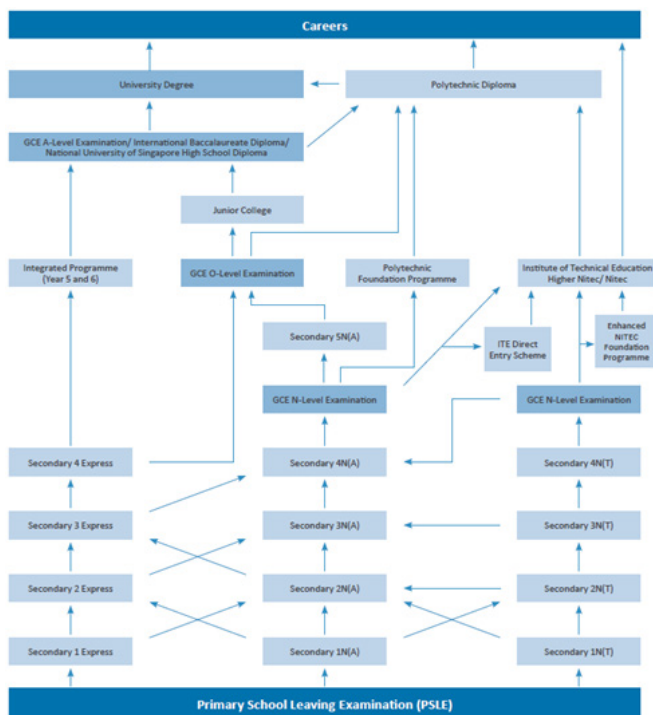 Careers
University Degree
Polytechnic Diploma
GCE A-Level Examination/ International Baccalaureate Diploma/
National University of Singapore High School Diploma
Junior College
Integrated Programme
(Year 5 and 6)
GCE O-Level Examination
Polytechnic
Foundation Programme
Institute of Technical Education
Higher Nitec/ Nitec
Secondary 5N(A)
ITE Direct
Entry Scheme
Enhanced
NITEC
Foundation
Programme
GCE N-Level Examination
GCE N-Level Examination
Secondary 4 Express
Secondary 4N(A)
Secondary 4N(T)
Secondary 3 Express
Secondary 3N(A)
Secondary 3N(T)
Secondary 2 Express
Secondary 2N(A)
Secondary 2N(T)
Secondary 1 Express
Secondary 1N(A)
Secondary 1N(T)
Primary School Leaving Examination (PSLE)